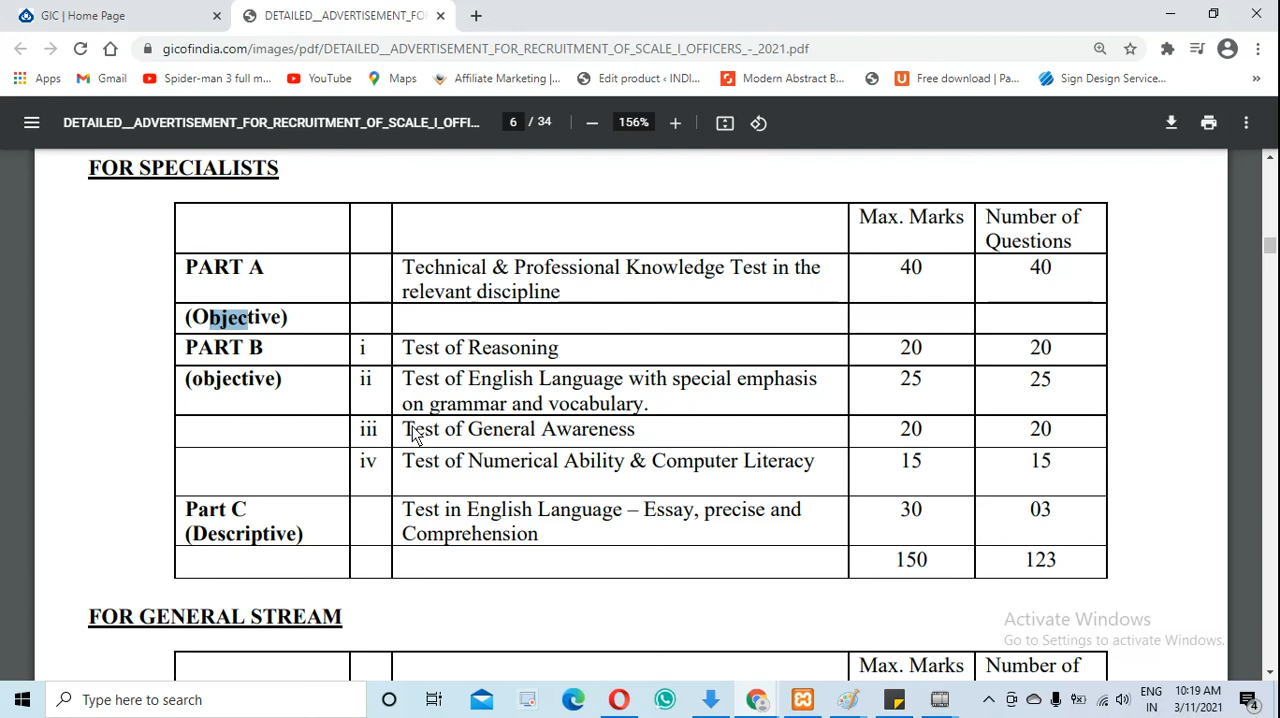 GIC | Home Page
DETAILED__ADVERTISEMENT_FO
gicofindia.com/images/pdf/DETAILED__ADVERTISEMENT_FOR_RECRUITMENT_OF_SCALE_I_OFFICERS_-_2021.pdf
Apps Gmail Spider-man 3 full m... YouTube Maps Affiliate Marketing |... Edit product ‹ INDI... Modern Abstract B... Free download | Pa... Sign Design Service... »
DETAILED__ADVERTISEMENT_FOR_RECRUITMENT_OF_SCALE_I_OFFI... 6 / 34 156%
FOR SPECIALISTS
Max. Marks Number of
Questions
PART A Technical & Professional Knowledge Test in the 40 40
relevant discipline
(Objective)
PART B i Test of Reasoning 20 20
(objective) ii Test of English Language with special emphasis 25 25
on grammar and vocabulary.
iii Test of General Awareness 20 20
iv Test of Numerical Ability & Computer Literacy 15 15
Part C Test in English Language – Essay, precise and 30 03
(Descriptive) Comprehension
150 123
FOR GENERAL STREAM
Activate Windows
Go to Settings to activate Windows.
Max. Marks Number of
Type here to search
ENG 10:19 AM
IN 3/11/2021 4